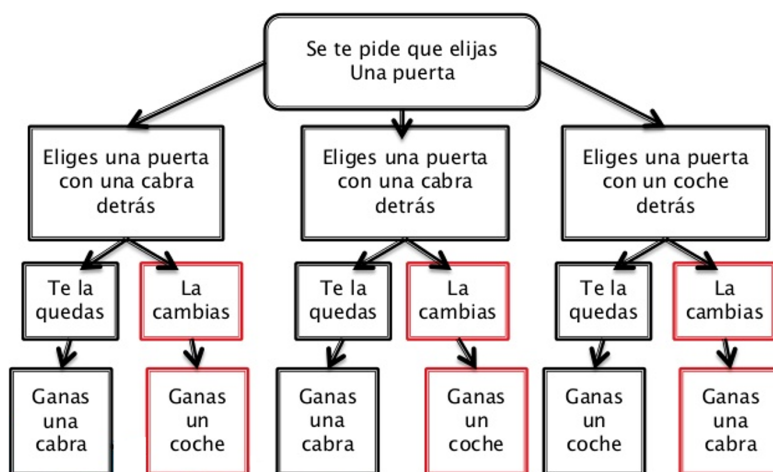 Se te pide que elijas
Una puerta
Eliges una puerta
con una cabra
detrás
Eliges una puerta
con una cabra
detrás
Eliges una puerta
con un coche
detrás
Te la
quedas
La
cambias
Te la
quedas
La
cambias
Te la
quedas
La
cambias
Ganas
una
cabra
Ganas
un
coche
Ganas
una
cabra
Ganas
un
coche
Ganas
un
coche
Ganas
una
cabra